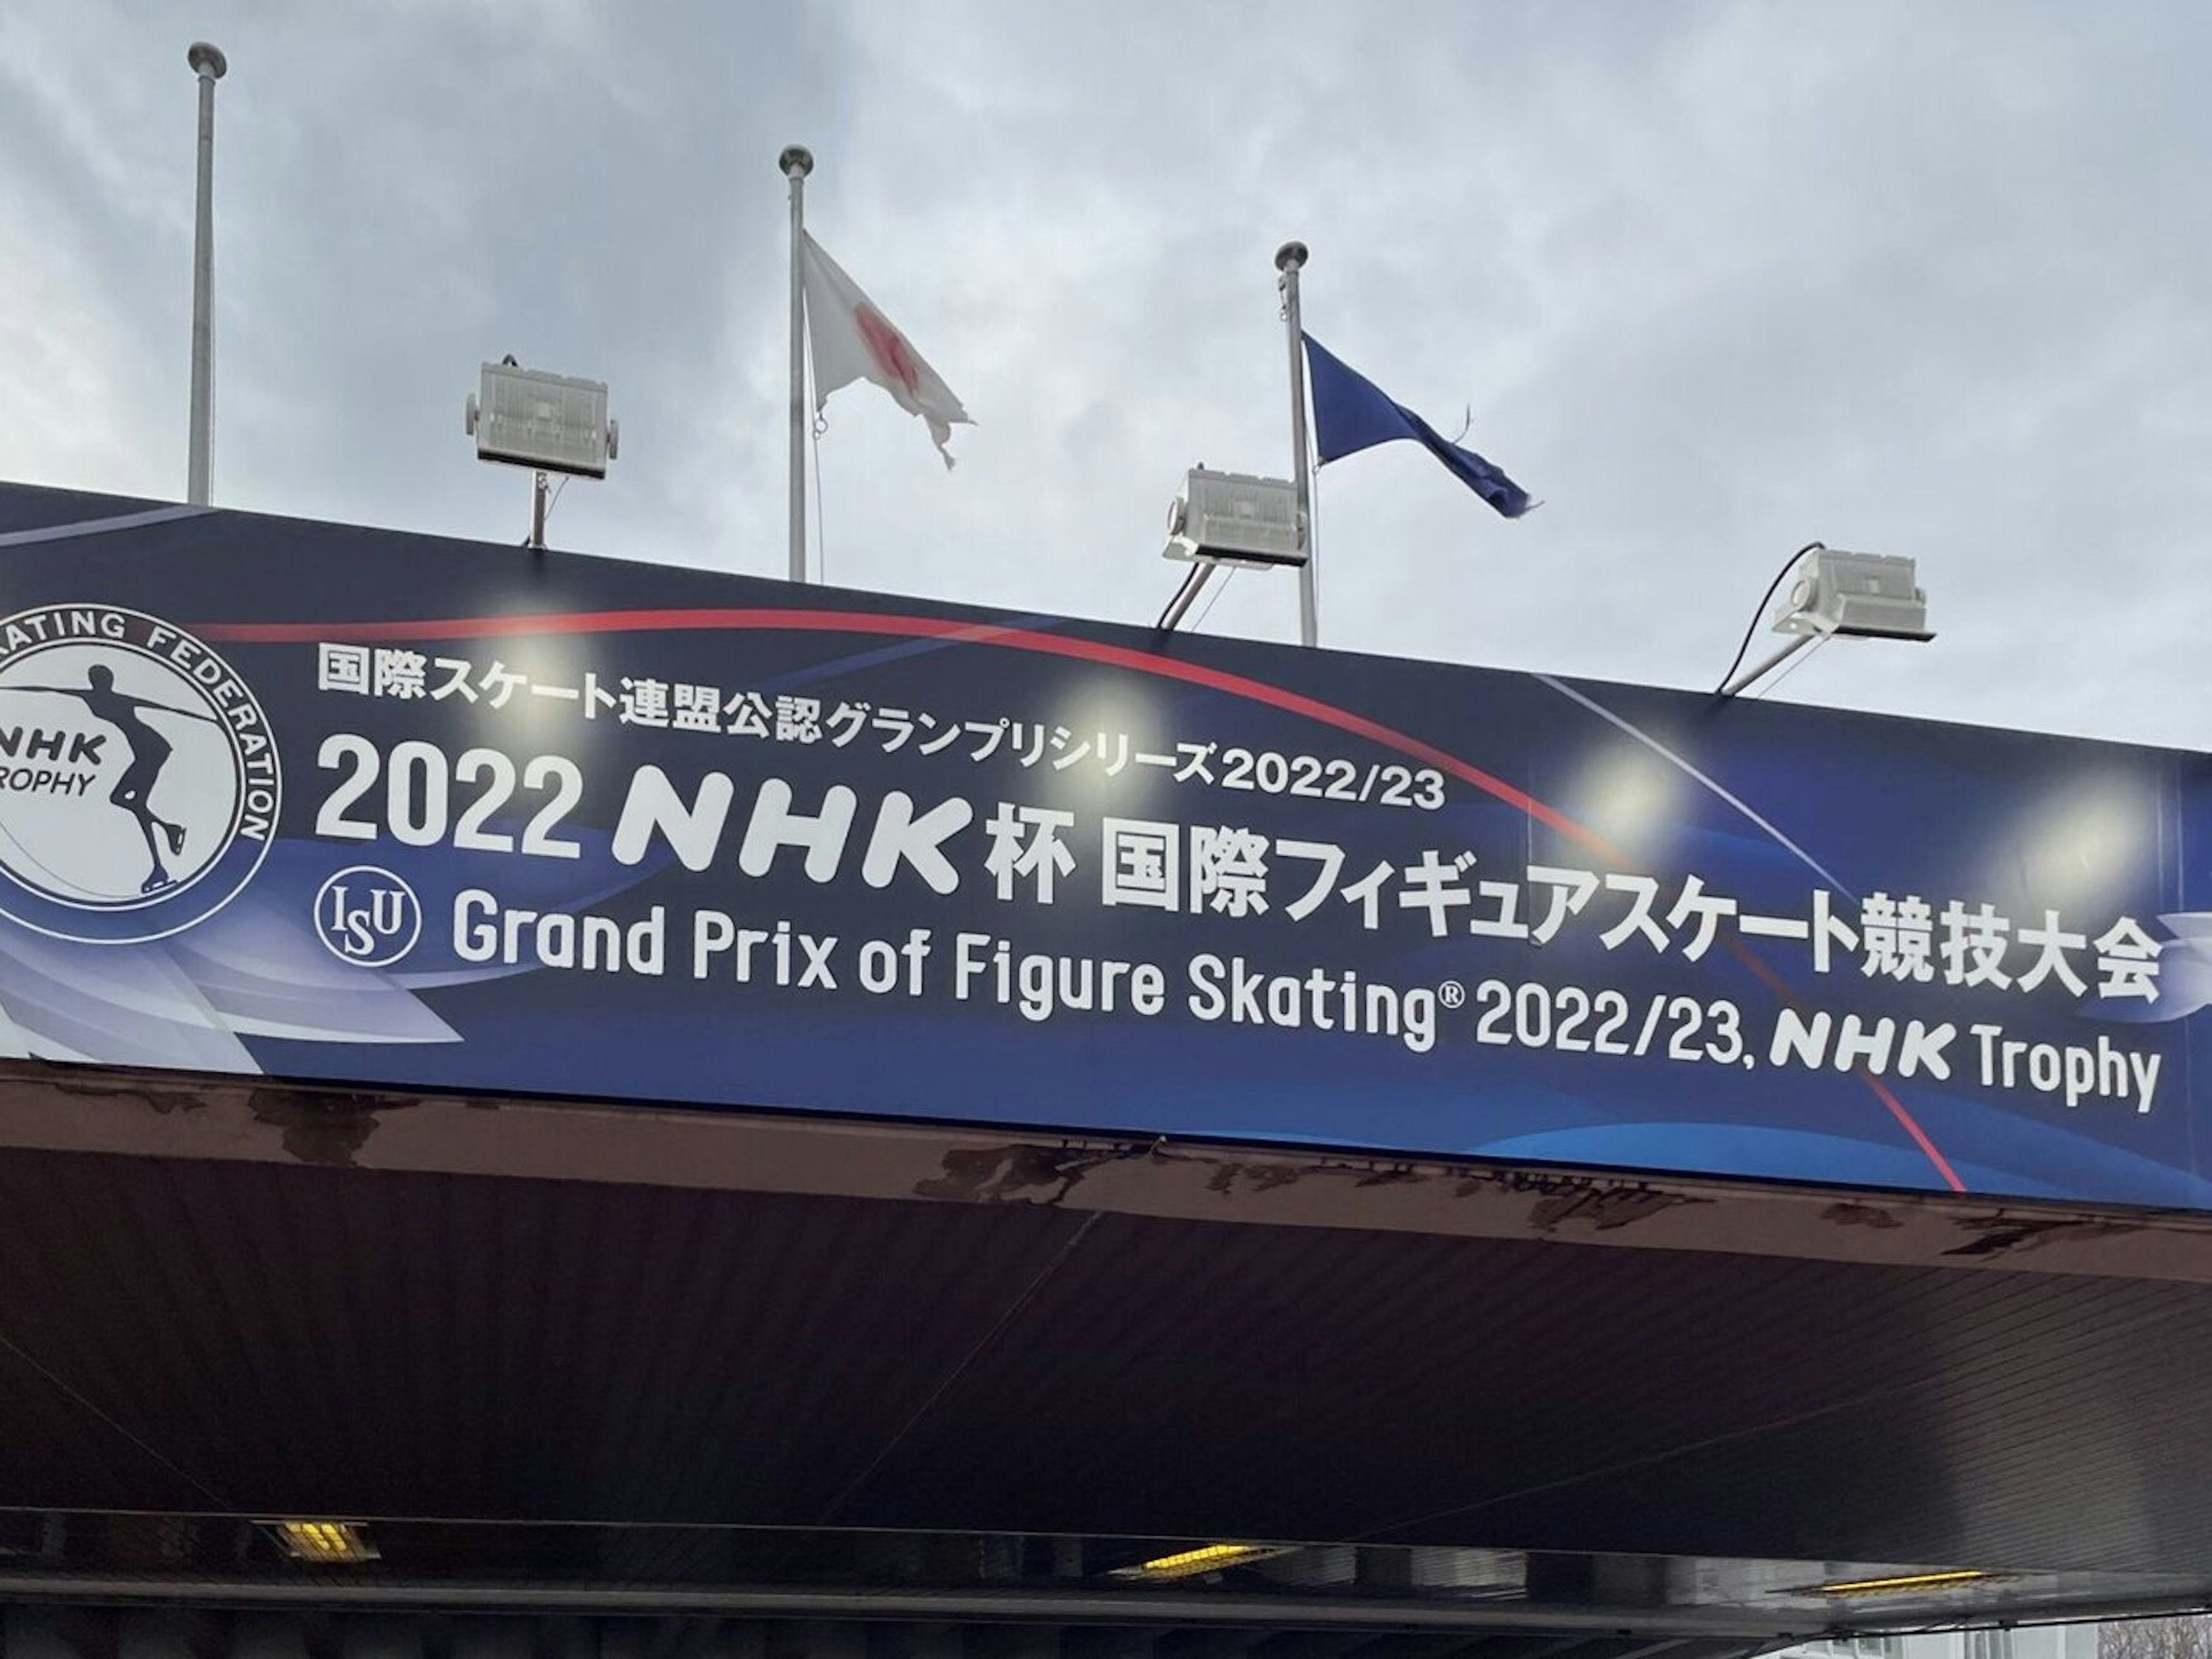 ATING FEDERATION
NHK
ROPHY
国際スケート連盟公認グランプリシリーズ2022/23
2022 NHK杯 国際フィギュアスケート競技大会
ISU Grand Prix of Figure Skating® 2022/23, NHK Trophy